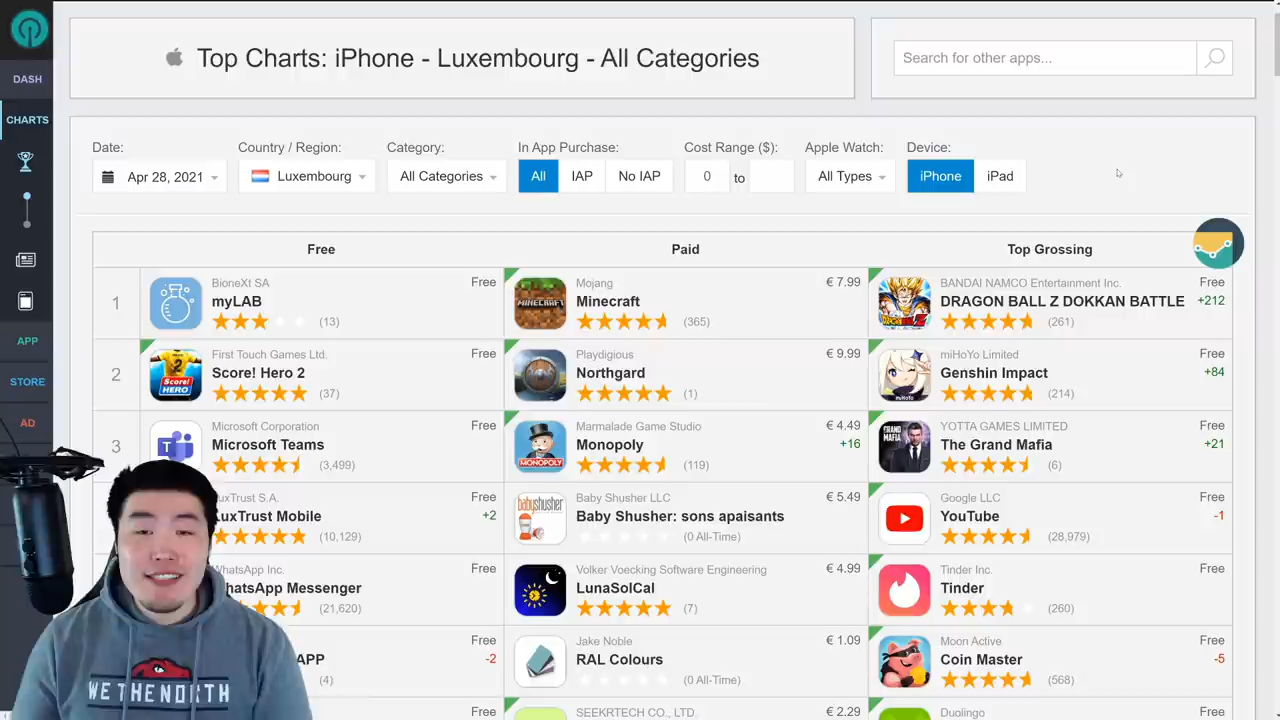 Top Charts: iPhone - Luxembourg - All Categories
Search for other apps...
DASH
CHARTS
APP
STORE
AD
Date:
Country / Region:
Category:
In App Purchase:
Cost Range ($):
Apple Watch:
Device:
Apr 28, 2021
Luxembourg
All Categories
All
IAP
No IAP
0
to
All Types
iPhone
iPad
Free
Paid
Top Grossing
1
BioneXt SA
Free
myLAB
(13)
Mojang
€ 7.99
Minecraft
MINECRAFT
(365)
BANDAI NAMCO Entertainment Inc.
Free
DRAGON BALL Z DOKKAN BATTLE
+212
(261)
2
First Touch Games Ltd.
Free
Score! Hero 2
2
Score!
HERO
(37)
Playdigious
€ 9.99
Northgard
(1)
miHoYo Limited
Free
Genshin Impact
+84
miHoYo
(214)
3
Microsoft Corporation
Free
Microsoft Teams
T
(3,499)
Marmalade Game Studio
€ 4.49
Monopoly
+16
MONOPOLY
(119)
YOTTA GAMES LIMITED
Free
The Grand Mafia
+21
GRAND
MAFIA
(6)
uxTrust S.A.
Free
uxTrust Mobile
+2
(10,129)
Baby Shusher LLC
€ 5.49
Baby Shusher: sons apaisants
babyshusher
(0 All-Time)
Google LLC
Free
YouTube
-1
(28,979)
WhatsApp Inc.
Free
hatsApp Messenger
(21,620)
Volker Voecking Software Engineering
€ 4.99
LunaSolCal
(7)
Tinder Inc.
Free
Tinder
(260)
Free
APP
-2
(4)
Jake Noble
€ 1.09
RAL Colours
(0 All-Time)
Moon Active
Free
Coin Master
-5
(568)
Free
SEEKRTECH CO., LTD.
€ 2.29
Duolingo
Free
WE THE NORTH